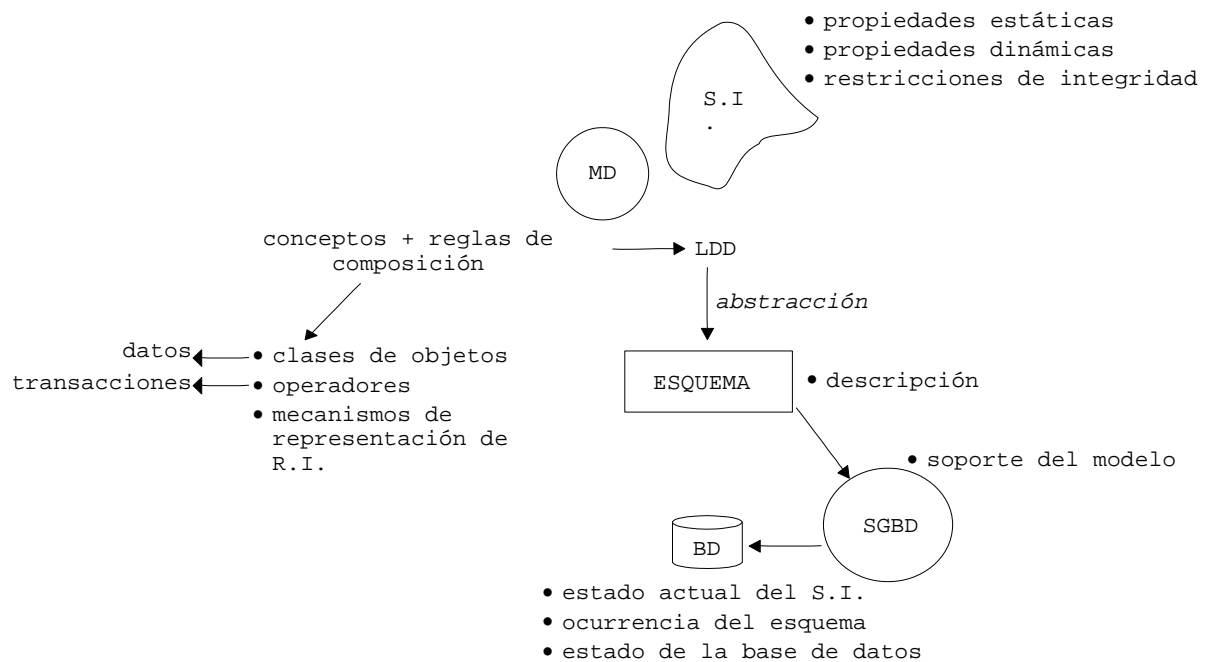 • propiedades estáticas
• propiedades dinámicas
• restricciones de integridad
S.I
.
MD
conceptos + reglas de
composición
LDD
abstracción
datos
• clases de objetos
transacciones
• operadores
• mecanismos de
representación de
R.I.
ESQUEMA
• descripción
• soporte del modelo
SGBD
BD
• estado actual del S.I.
• ocurrencia del esquema
• estado de la base de datos